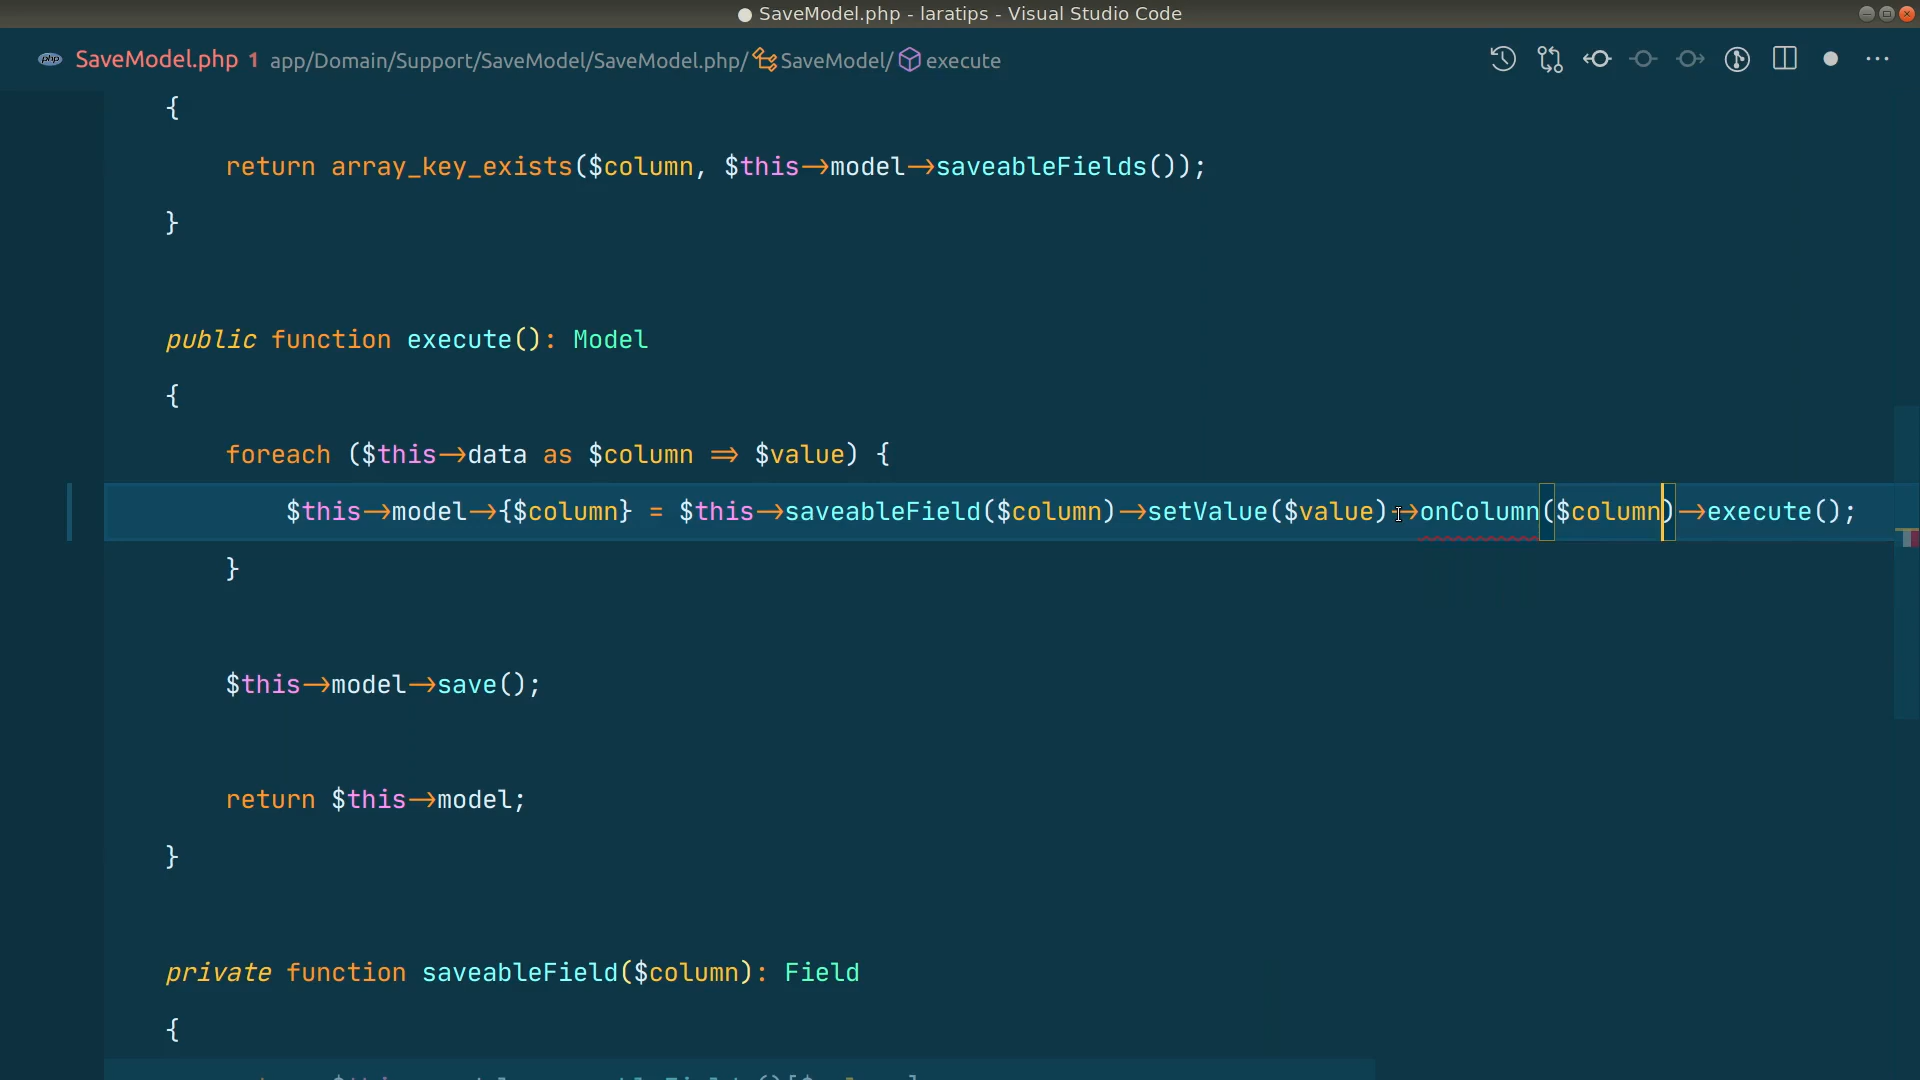 SaveModel.php - laratips - Visual Studio Code
php SaveModel.php 1 app/Domain/Support/SaveModel/SaveModel.php/ SaveModel/ execute
{
return array_key_exists($column, $this->model->saveableFields());
}
public function execute(): Model
{
foreach ($this->data as $column => $value) {
$this->model->{$column} = $this->saveableField($column)->setValue($value)->onColumn($column)->execute();
}
$this->model->save();
return $this->model;
}
private function saveableField($column): Field
{